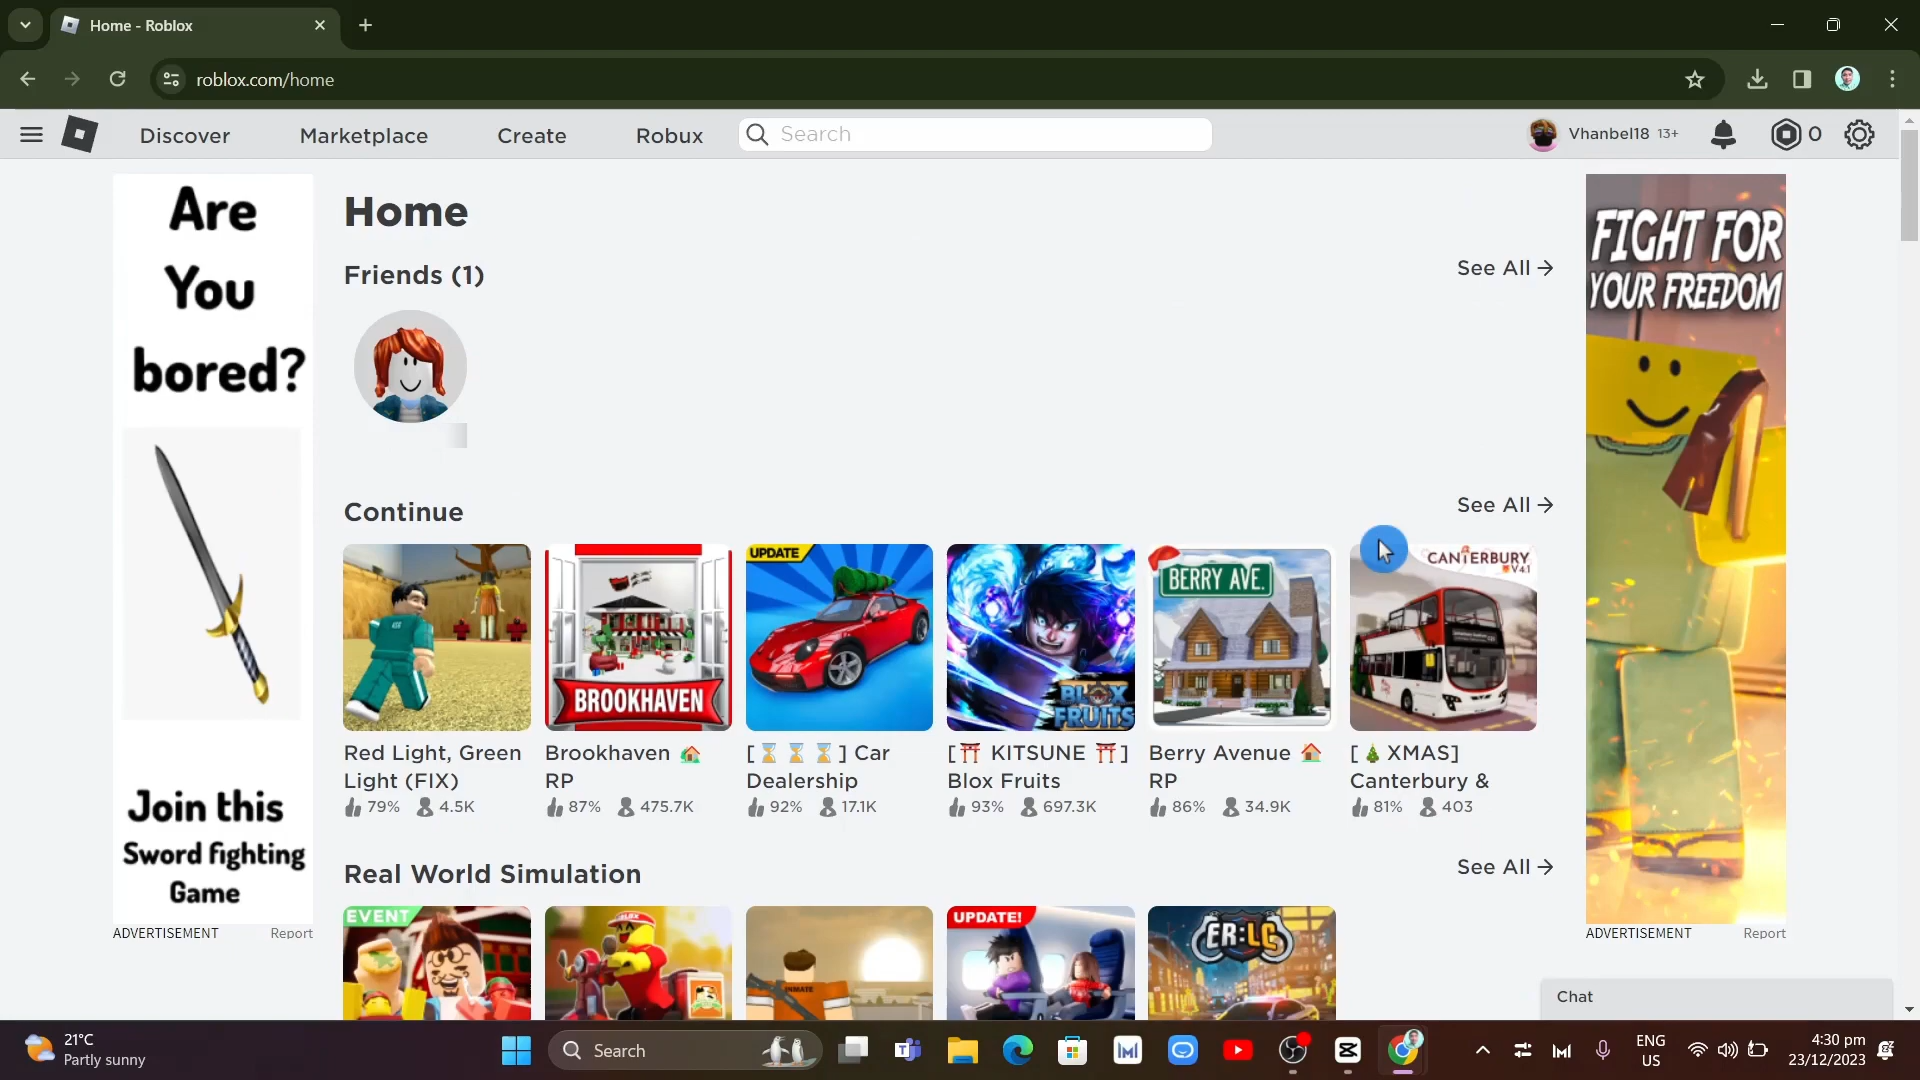 Home - Roblox
roblox.com/home
Discover
Marketplace
Create
Robux
Search
Vhanbel18 13+
0
Are
You
bored?
Join this
Sword fighting
Game
ADVERTISEMENT
Report
Home
Friends (1)
See All →
Continue
See All →
UPDATE
BROOKHAVEN
BLOX
FRUITS
BERRY AVE.
CANTERBURY
V4.1
Red Light, Green
Light (FIX)
79% 4.5K
Brookhaven 🏠
RP
87% 475.7K
[⌛⌛⌛] Car
Dealership
92% 17.1K
[⛩️ KITSUNE ⛩️]
Blox Fruits
93% 697.3K
Berry Avenue 🏠
RP
86% 34.9K
[🎄XMAS]
Canterbury &
81% 403
Real World Simulation
See All →
EVENT
INMATE
UPDATE!
ER:LC
FIGHT FOR
YOUR FREEDOM
ADVERTISEMENT
Report
Chat
21°C
Partly sunny
Search
ENG
US
4:30 pm
23/12/2023